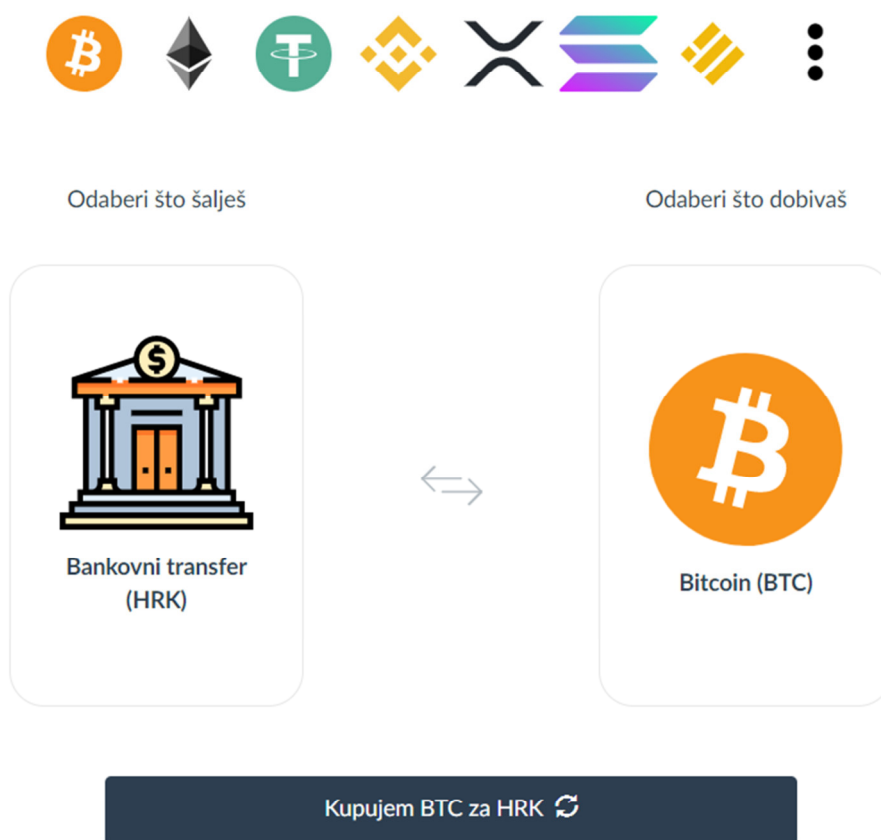 Odaberi što šalješ
Odaberi što dobivaš
Bankovni transfer
(HRK)
Bitcoin (BTC)
Kupujem BTC za HRK